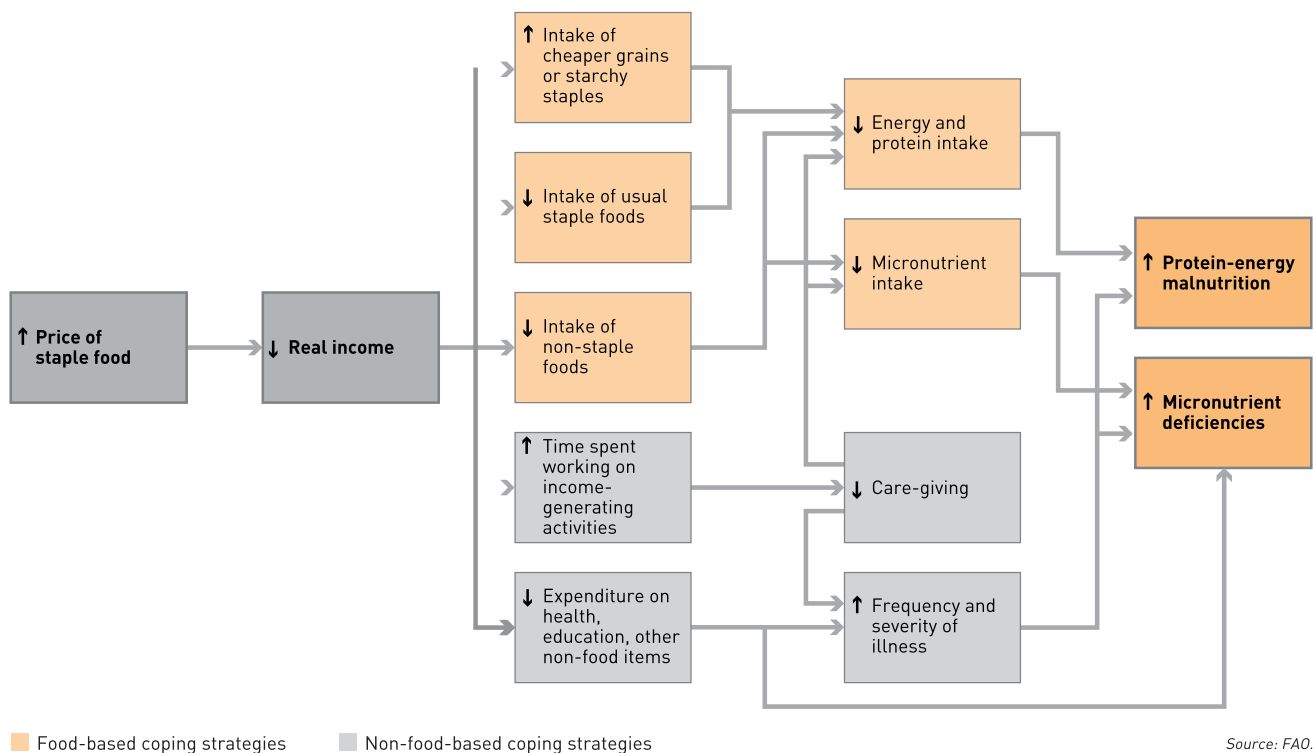 ↑ Intake of
cheaper grains
or starchy
staples
↓ Energy and
protein intake
↓ Intake of usual
staple foods
↓ Micronutrient
intake
↑ Protein-energy
malnutrition
↑ Price of
staple food
↓ Real income
↓ Intake of
non-staple
foods
↑ Micronutrient
deficiencies
↑ Time spent
working on
income-
generating
activities
↓ Care-giving
↓ Expenditure on
health,
education, other
non-food items
↑ Frequency and
severity of
illness
Food-based coping strategies
Non-food-based coping strategies
Source: FAO.